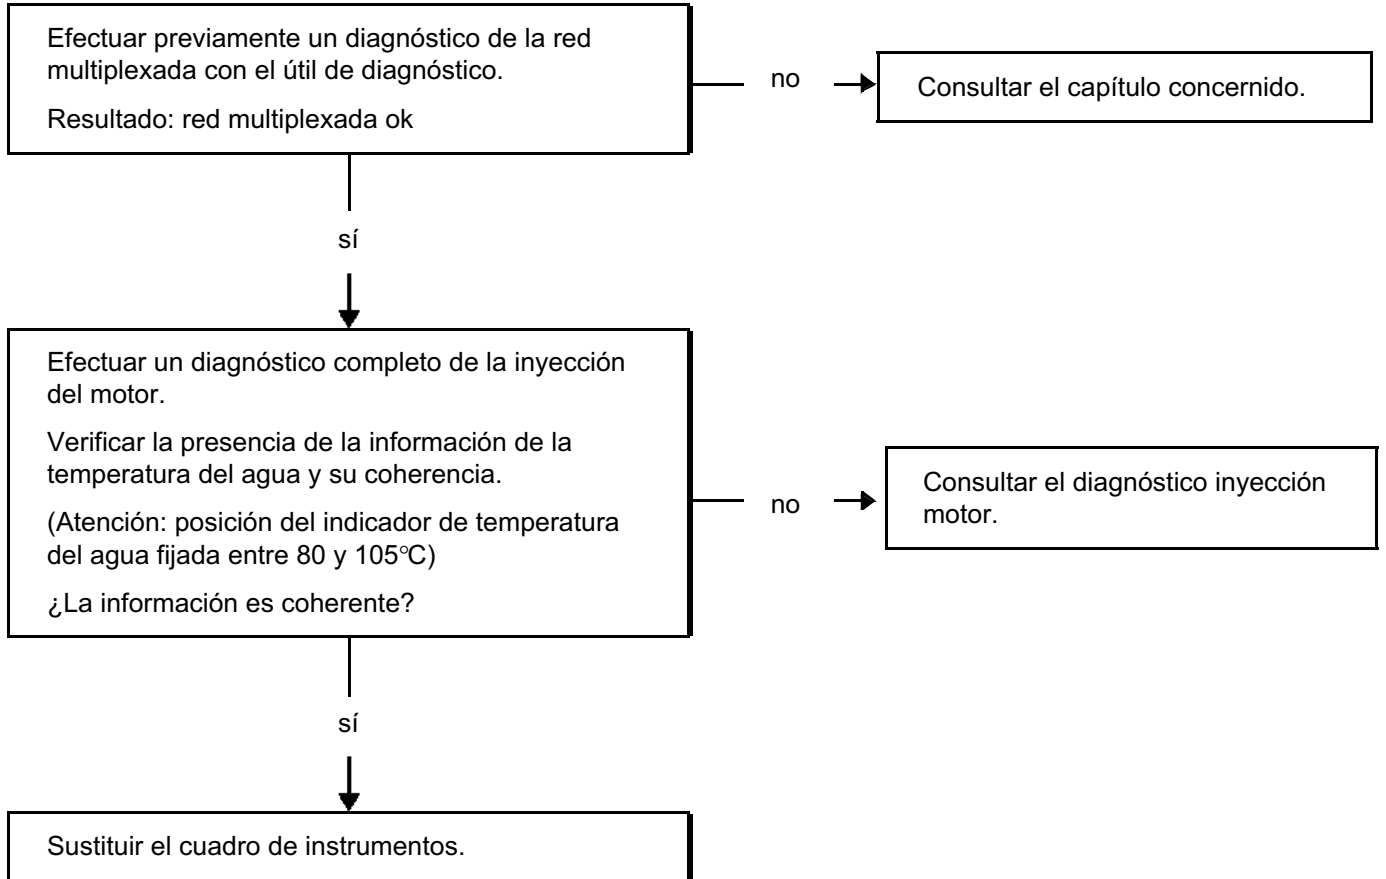 Efectuar previamente un diagnóstico de la red
multiplexada con el útil de diagnóstico.
Resultado: red multiplexada ok
no
Consultar el capítulo concernido.
sí
Efectuar un diagnóstico completo de la inyección
del motor.
Verificar la presencia de la información de la
temperatura del agua y su coherencia.
(Atención: posición del indicador de temperatura
del agua fijada entre 80 y 105°C)
¿La información es coherente?
no
Consultar el diagnóstico inyección
motor.
sí
Sustituir el cuadro de instrumentos.